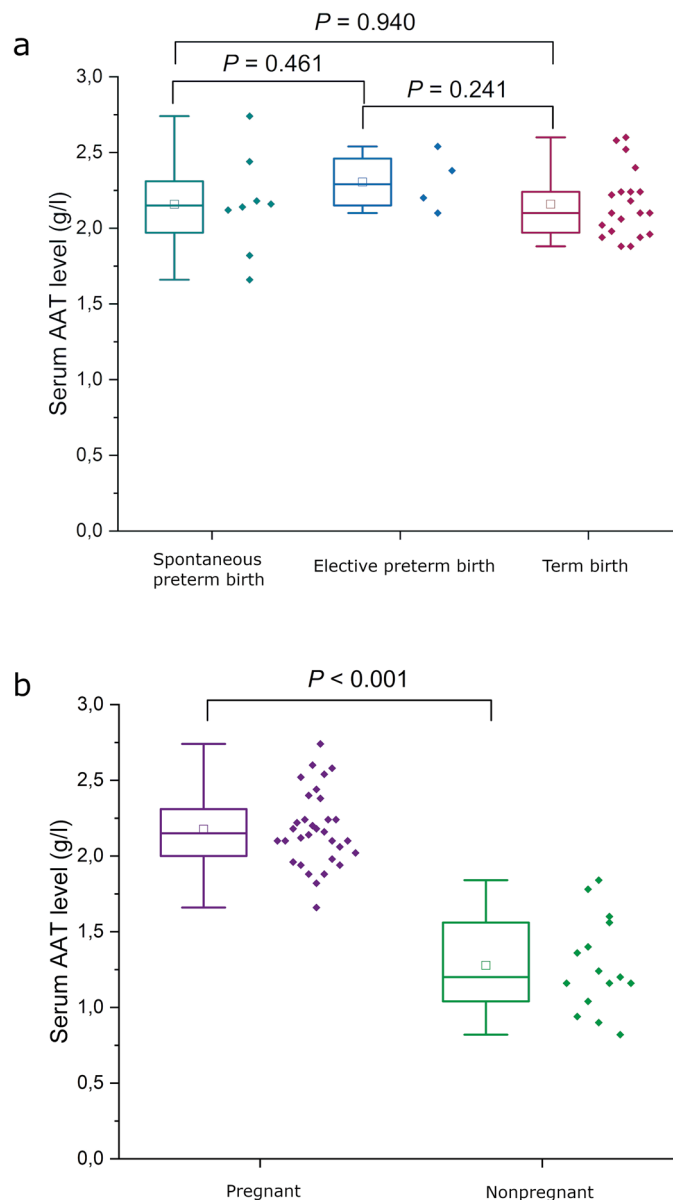 a
P = 0.940
P = 0.461
P = 0.241
3,0
2,5
2,0
1,5
1,0
0,5
0,0
Serum AAT level (g/l)
Spontaneous
preterm birth
Elective preterm birth
Term birth
b
P < 0.001
3,0
2,5
2,0
1,5
1,0
0,5
0,0
Serum AAT level (g/l)
Pregnant
Nonpregnant